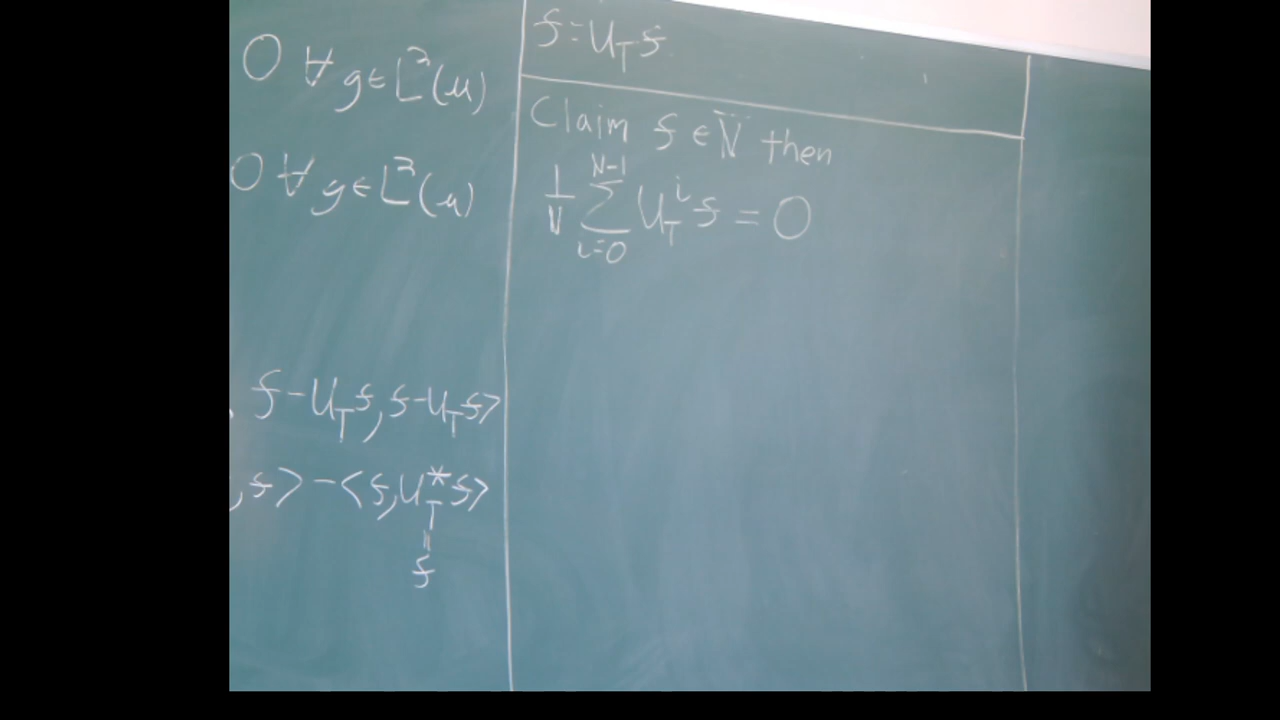 0 ∀ g ∈ L²(μ)
0 ∀ g ∈ L²(μ)
, f - U_T f, f - U_T f>
, f> - <f, U_T^* f>
=
f
f = U_T f
Claim f ∈ N̅ then
1/N ∑_{i=0}^{N-1} U_T^i f = 0